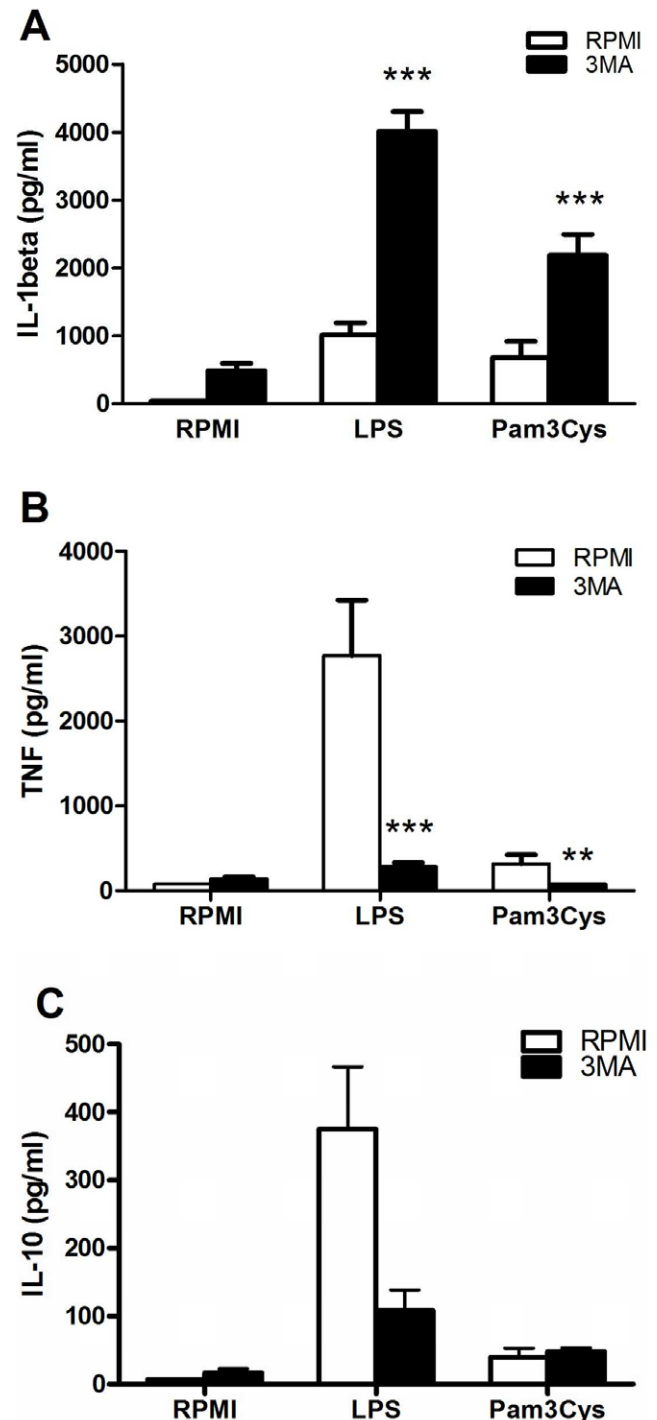 A
RPMI
3MA
5000
***
4000
***
3000
2000
1000
0
IL-1beta (pg/ml)
RPMI LPS Pam3Cys
B
RPMI
3MA
4000
3000
2000
1000
***
**
0
TNF (pg/ml)
RPMI LPS Pam3Cys
C
RPMI
3MA
500
400
300
200
100
0
IL-10 (pg/ml)
RPMI LPS Pam3Cys